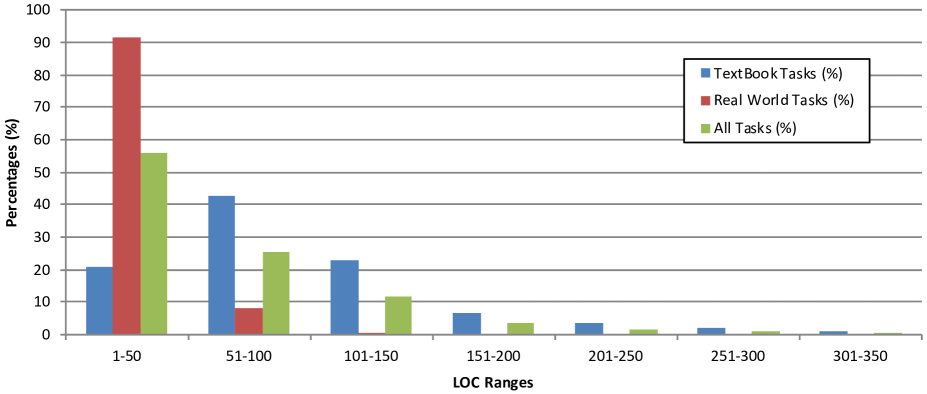 100
90
80
70
60
50
40
30
20
10
0
Percentages (%)
TextBook Tasks (%)
Real World Tasks (%)
All Tasks (%)
1-50 51-100 101-150 151-200 201-250 251-300 301-350
LOC Ranges